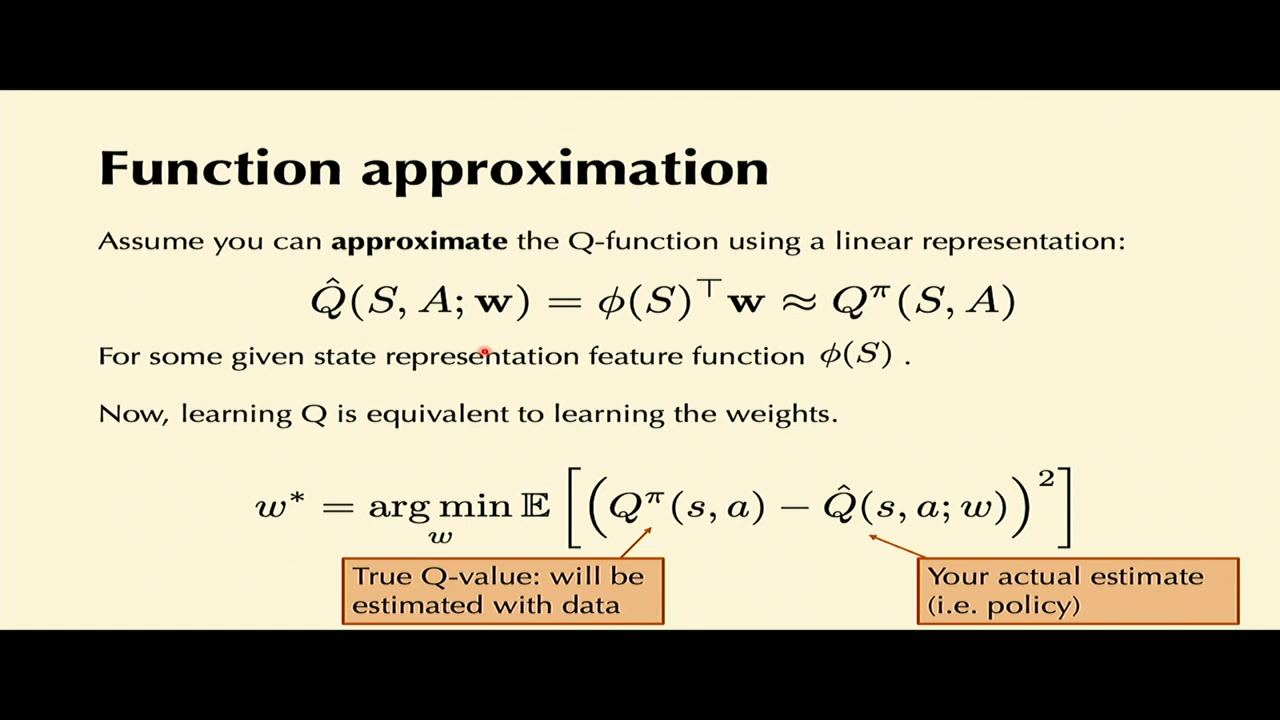 Function approximation
Assume you can approximate the Q-function using a linear representation:
Q̂(S, A; w) = ϕ(S)^⊤ w ≈ Q^π(S, A)
For some given state representation feature function ϕ(S) .
Now, learning Q is equivalent to learning the weights.
w* = arg min_w 𝔼 [(Q^π(s, a) − Q̂(s, a; w))^2]
True Q-value: will be
estimated with data
Your actual estimate
(i.e. policy)